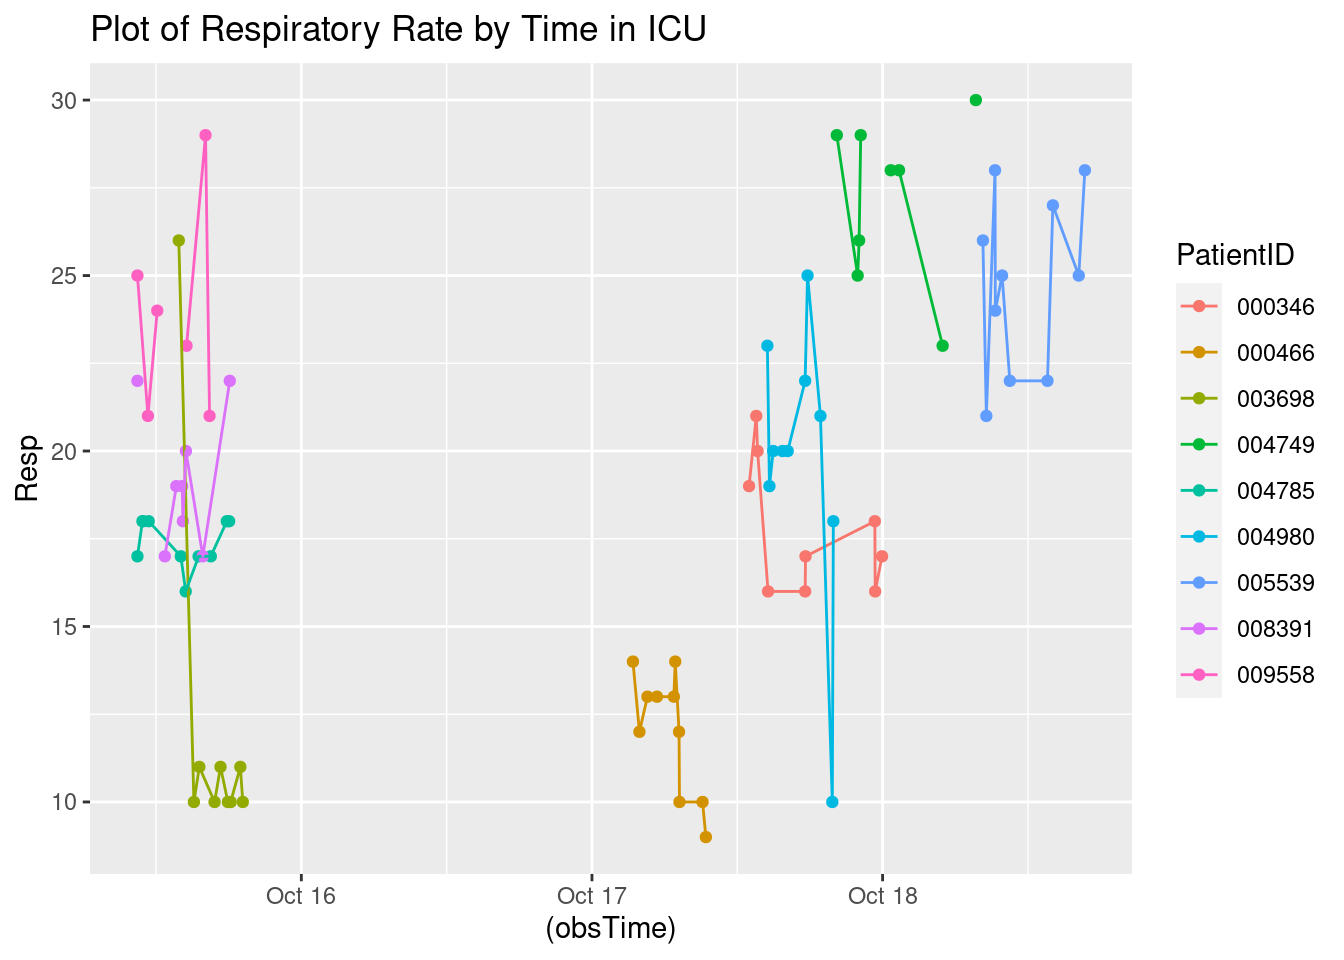 Plot of Respiratory Rate by Time in ICU
30
25
20
15
10
Resp
Oct 16
Oct 17
Oct 18
(obsTime)
PatientID
000346
000466
003698
004749
004785
004980
005539
008391
009558